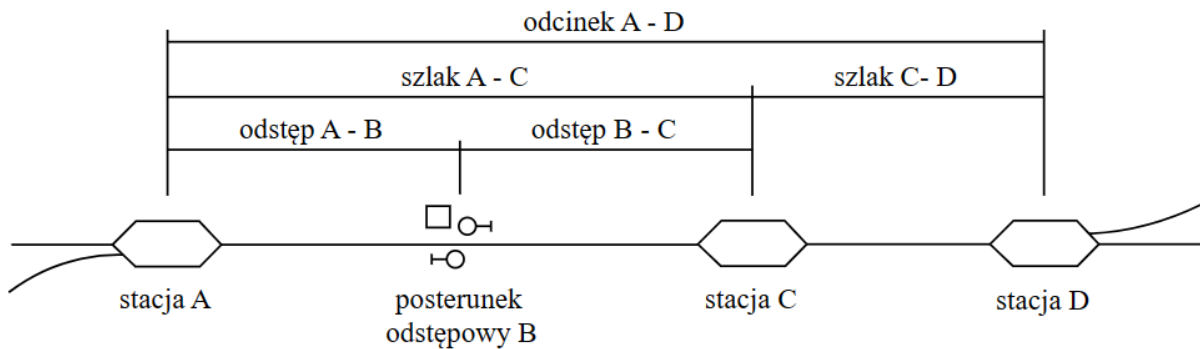 odcinek A - D
szlak A - C
szlak C- D
odstęp A - B
odstęp B - C
stacja A
posterunek
odstępowy B
stacja C
stacja D